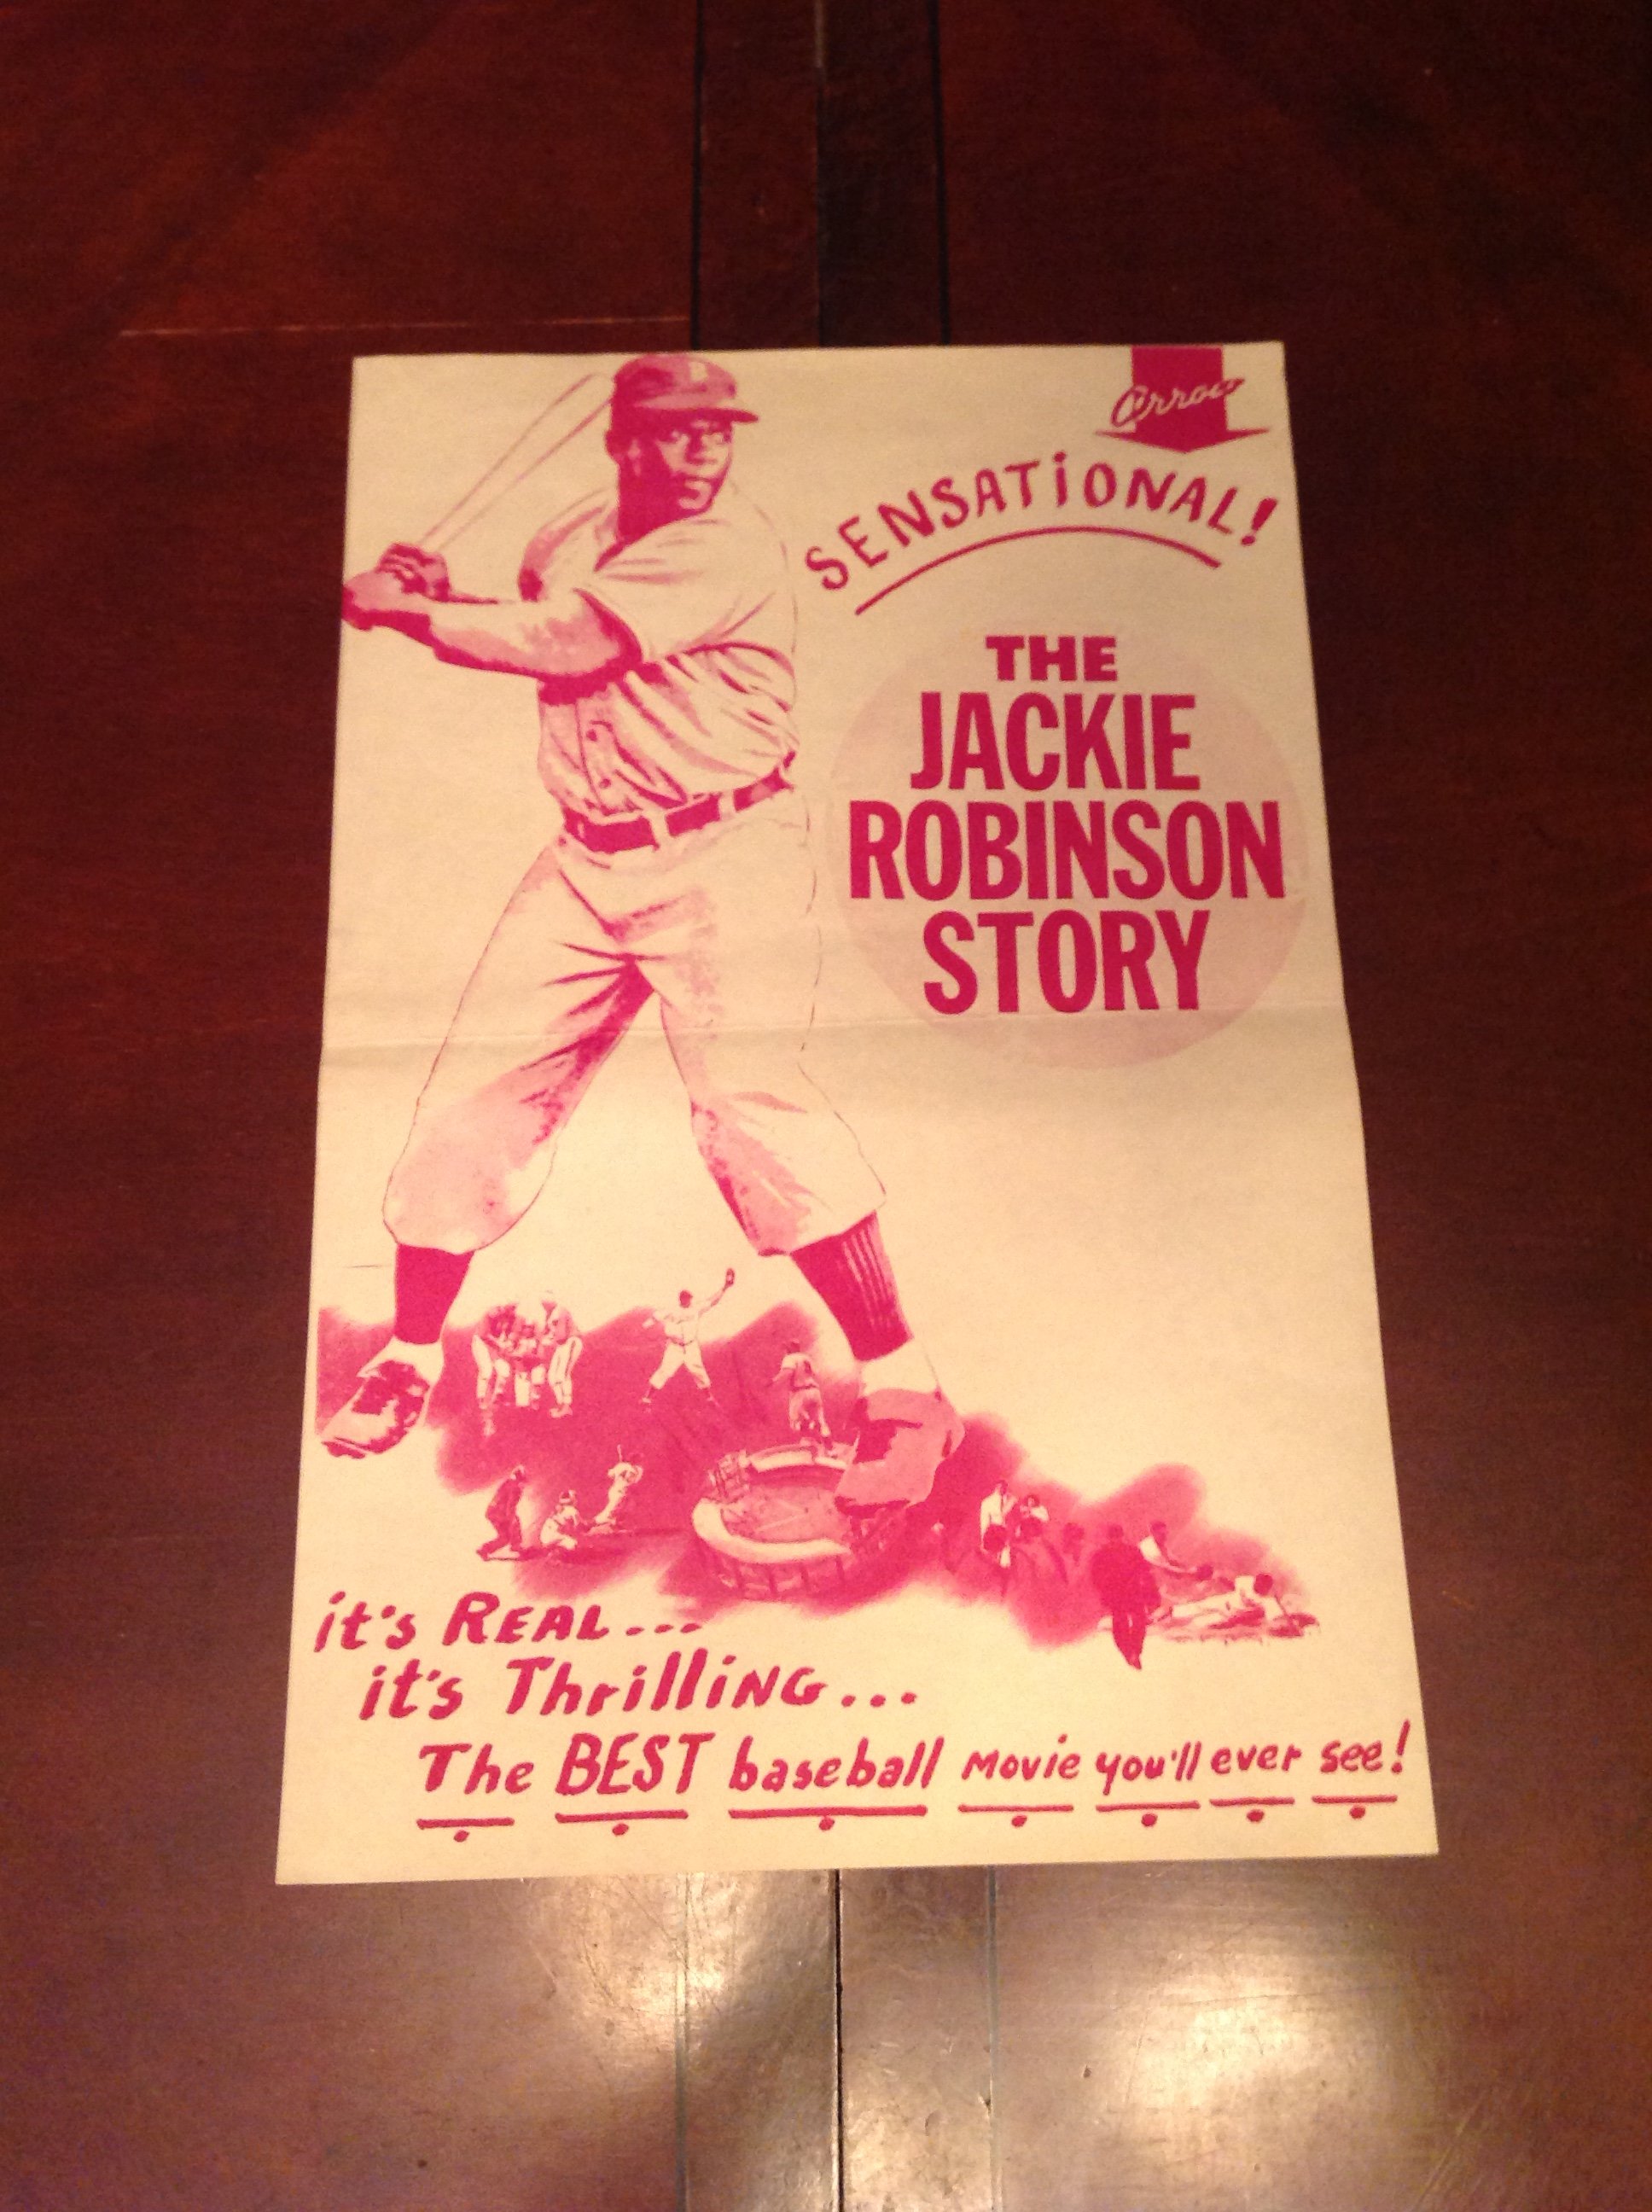 Arrow
SENSATiONAL!
THE
JACKIE
ROBINSON
STORY
it's REAL...
it's ThrilliNG...
The BEST baseball Movie you'll ever see!